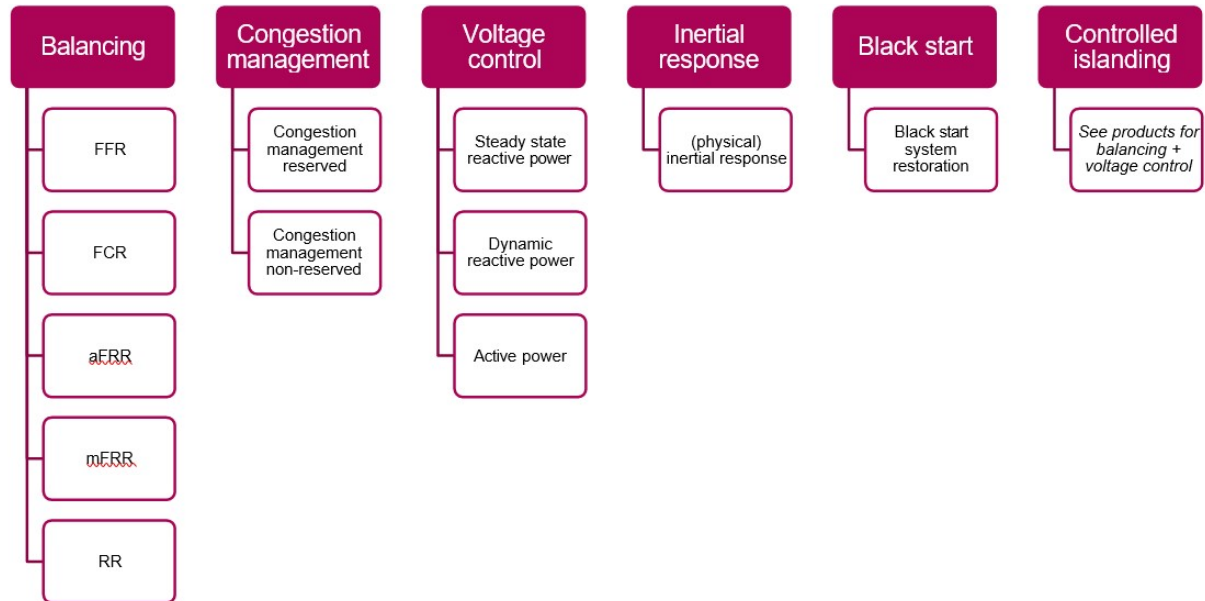 Balancing
FFR
FCR
aFRR
mFRR
RR
Congestion
management
Congestion
management
reserved
Congestion
management
non-reserved
Voltage
control
Steady state
reactive power
Dynamic
reactive power
Active power
Inertial
response
(physical)
inertial response
Black start
Black start
system
restoration
Controlled
islanding
See products for
balancing +
voltage control